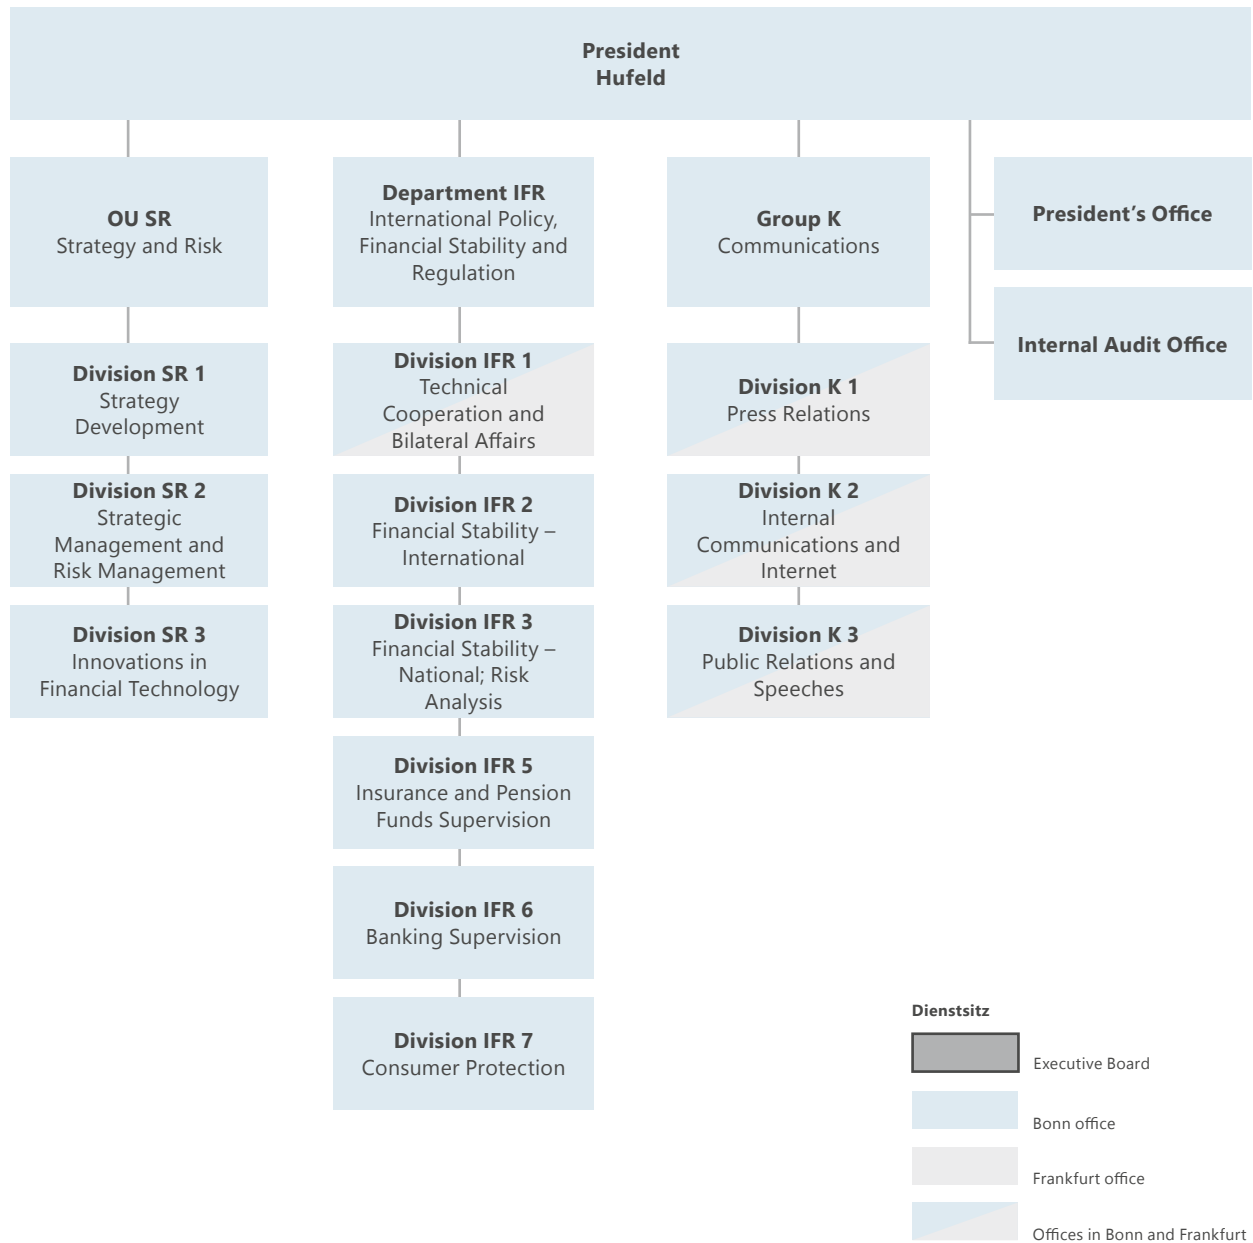 President
Hufeld
OU SR
Strategy and Risk
Department IFR
International Policy,
Financial Stability and
Regulation
Group K
Communications
President’s Office
Internal Audit Office
Division SR 1
Strategy
Development
Division SR 2
Strategic
Management and
Risk Management
Division SR 3
Innovations in
Financial Technology
Division IFR 1
Technical
Cooperation and
Bilateral Affairs
Division IFR 2
Financial Stability –
International
Division IFR 3
Financial Stability –
National; Risk
Analysis
Division IFR 5
Insurance and Pension
Funds Supervision
Division IFR 6
Banking Supervision
Division IFR 7
Consumer Protection
Division K 1
Press Relations
Division K 2
Internal
Communications and
Internet
Division K 3
Public Relations and
Speeches
Dienstsitz
Executive Board
Bonn office
Frankfurt office
Offices in Bonn and Frankfurt